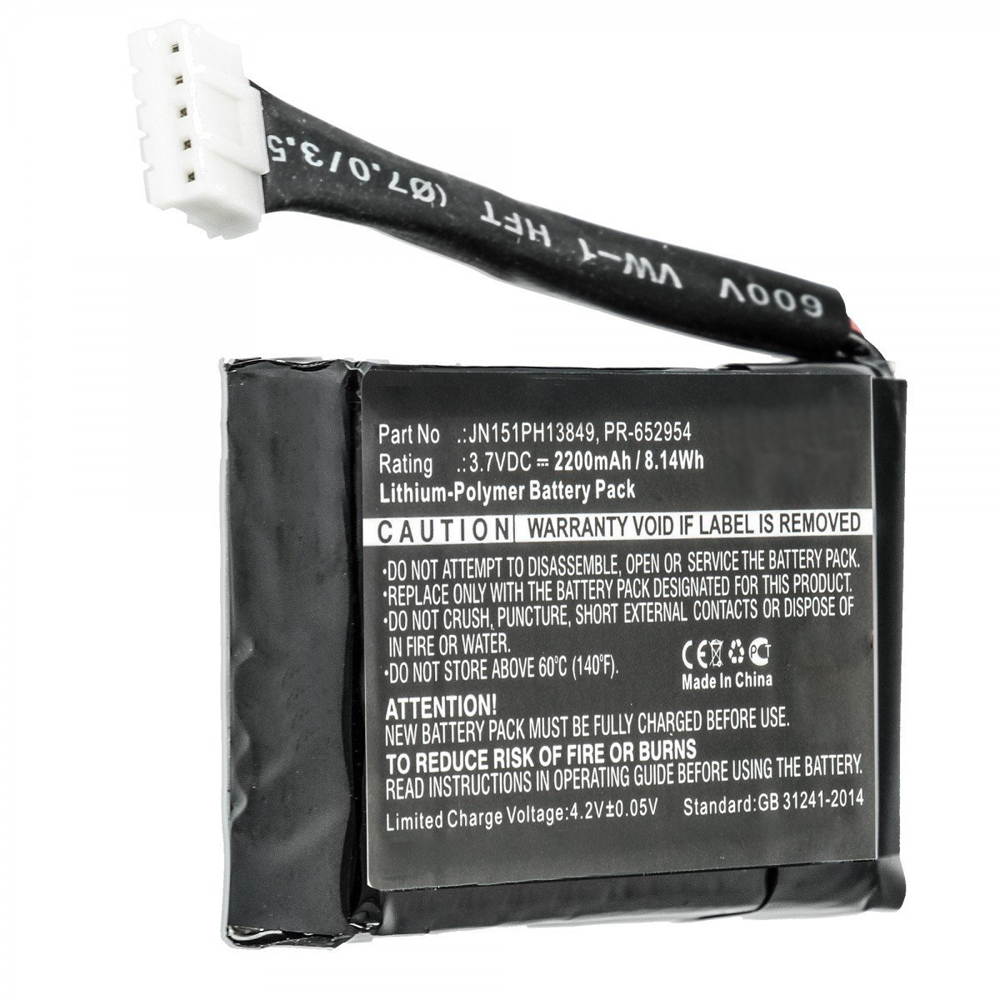 600V VW-1 HFT (Ø7.0/3.5
Part No .:JN151PH13849, PR-652954
Rating .:3.7VDC ⎓ 2200mAh / 8.14Wh
Lithium-Polymer Battery Pack
CAUTION WARRANTY VOID IF LABEL IS REMOVED
•DO NOT ATTEMPT TO DISASSEMBLE, OPEN OR SERVICE THE BATTERY PACK.
•REPLACE ONLY WITH THE BATTERY PACK DESIGNATED FOR THIS PRODUCT.
•DO NOT CRUSH, PUNCTURE, SHORT EXTERNAL CONTACTS OR DISPOSE OF
IN FIRE OR WATER.
•DO NOT STORE ABOVE 60°C (140°F).
CE PCT
Made In China
ATTENTION!
NEW BATTERY PACK MUST BE FULLY CHARGED BEFORE USE.
TO REDUCE RISK OF FIRE OR BURNS
READ INSTRUCTIONS IN OPERATING GUIDE BEFORE USING THE BATTERY.
Limited Charge Voltage:4.2V±0.05V Standard:GB 31241-2014